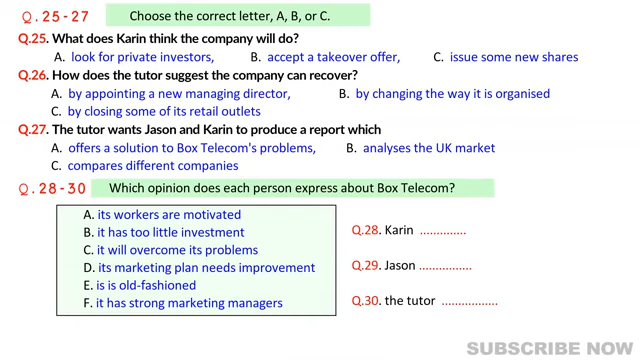 Q.25-27 Choose the correct letter, A, B, or C.
Q.25. What does Karin think the company will do?
A. look for private investors, B. accept a takeover offer, C. issue some new shares
Q.26. How does the tutor suggest the company can recover?
A. by appointing a new managing director, B. by changing the way it is organised
C. by closing some of its retail outlets
Q.27. The tutor wants Jason and Karin to produce a report which
A. offers a solution to Box Telecom's problems, B. analyses the UK market
C. compares different companies
Q.28-30 Which opinion does each person express about Box Telecom?
A. its workers are motivated
B. it has too little investment
C. it will overcome its problems
D. its marketing plan needs improvement
E. is is old-fashioned
F. it has strong marketing managers
Q.28. Karin ..............
Q.29. Jason ................
Q.30. the tutor .................
SUBSCRIBE NOW